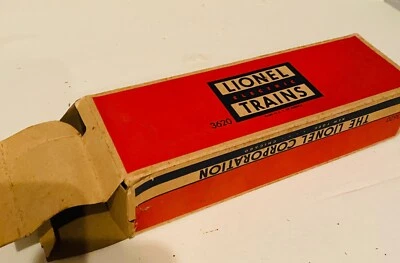 LIONEL
ELECTRIC
TRAINS
3620
THE LIONEL CORPORATION